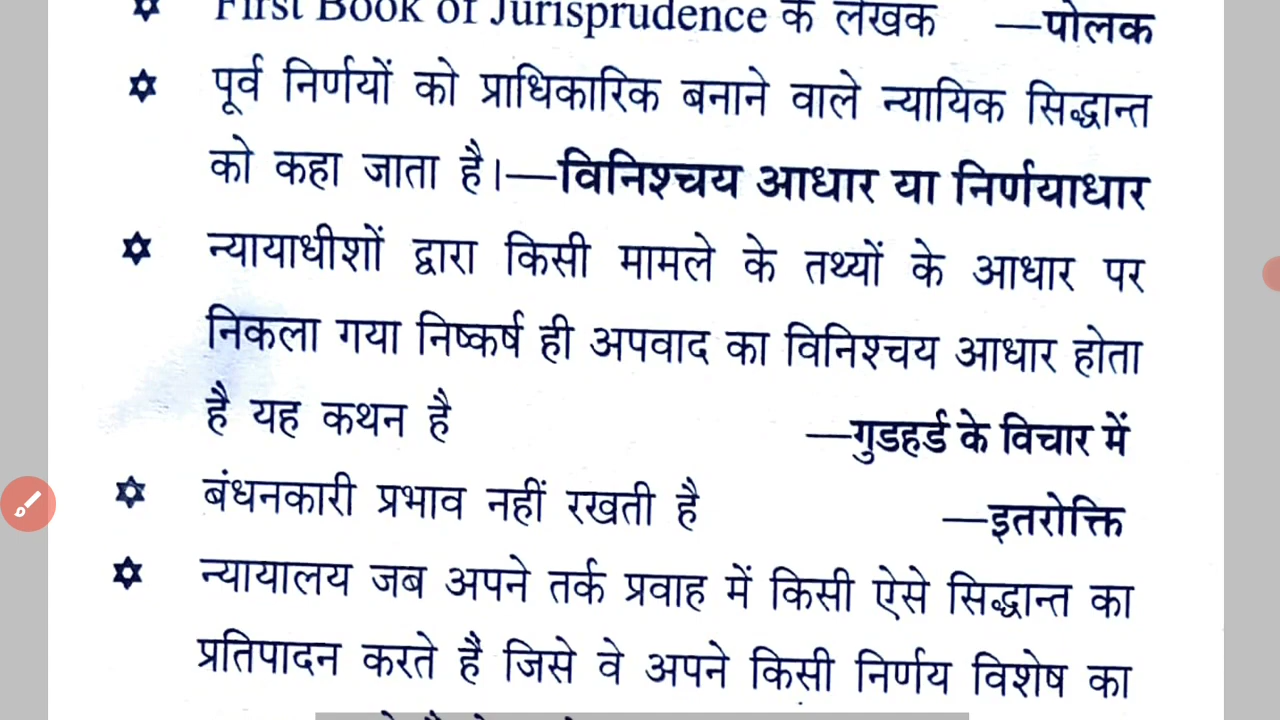 First Book of Jurisprudence के लेखक —पोलक
पूर्व निर्णयों को प्राधिकारिक बनाने वाले न्यायिक सिद्धान्त
को कहा जाता है।—विनिश्चय आधार या निर्णयाधार
न्यायाधीशों द्वारा किसी मामले के तथ्यों के आधार पर
निकला गया निष्कर्ष ही अपवाद का विनिश्चय आधार होता
है यह कथन है —गुडहर्ड के विचार में
बंधनकारी प्रभाव नहीं रखती है —इतरोक्ति
न्यायालय जब अपने तर्क प्रवाह में किसी ऐसे सिद्धान्त का
प्रतिपादन करते हैं जिसे वे अपने किसी निर्णय विशेष का